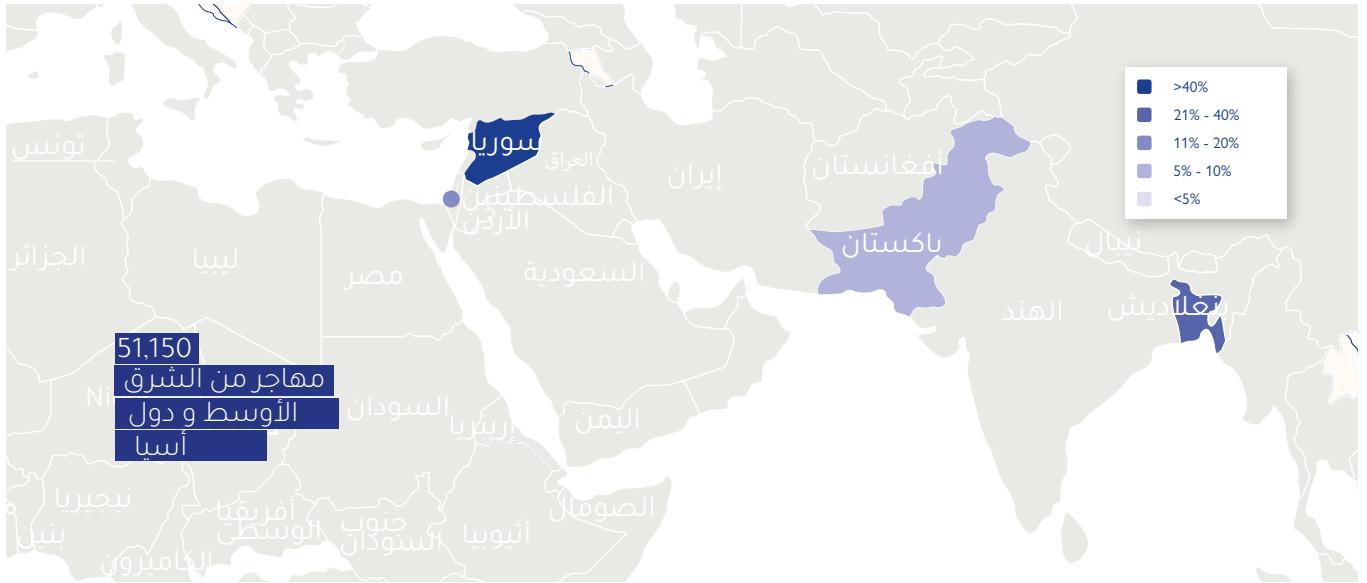 >40%
21% - 40%
11% - 20%
5% - 10%
<5%
تونس
سوريا
العراق
إيران
أفغانستان
الفلسطينين
الأردن
باكستان
نيبال
الجزائر
ليبيا
مصر
السعودية
الهند
بنغلاديش
51,150
مهاجر من الشرق
الأوسط و دول
أسيا
Ni
السودان
إريتريا
اليمن
نيجيريا
أفريقيا
الوسطى
جنوب
السودان
أثيوبيا
الصومال
بنين
الكاميرون